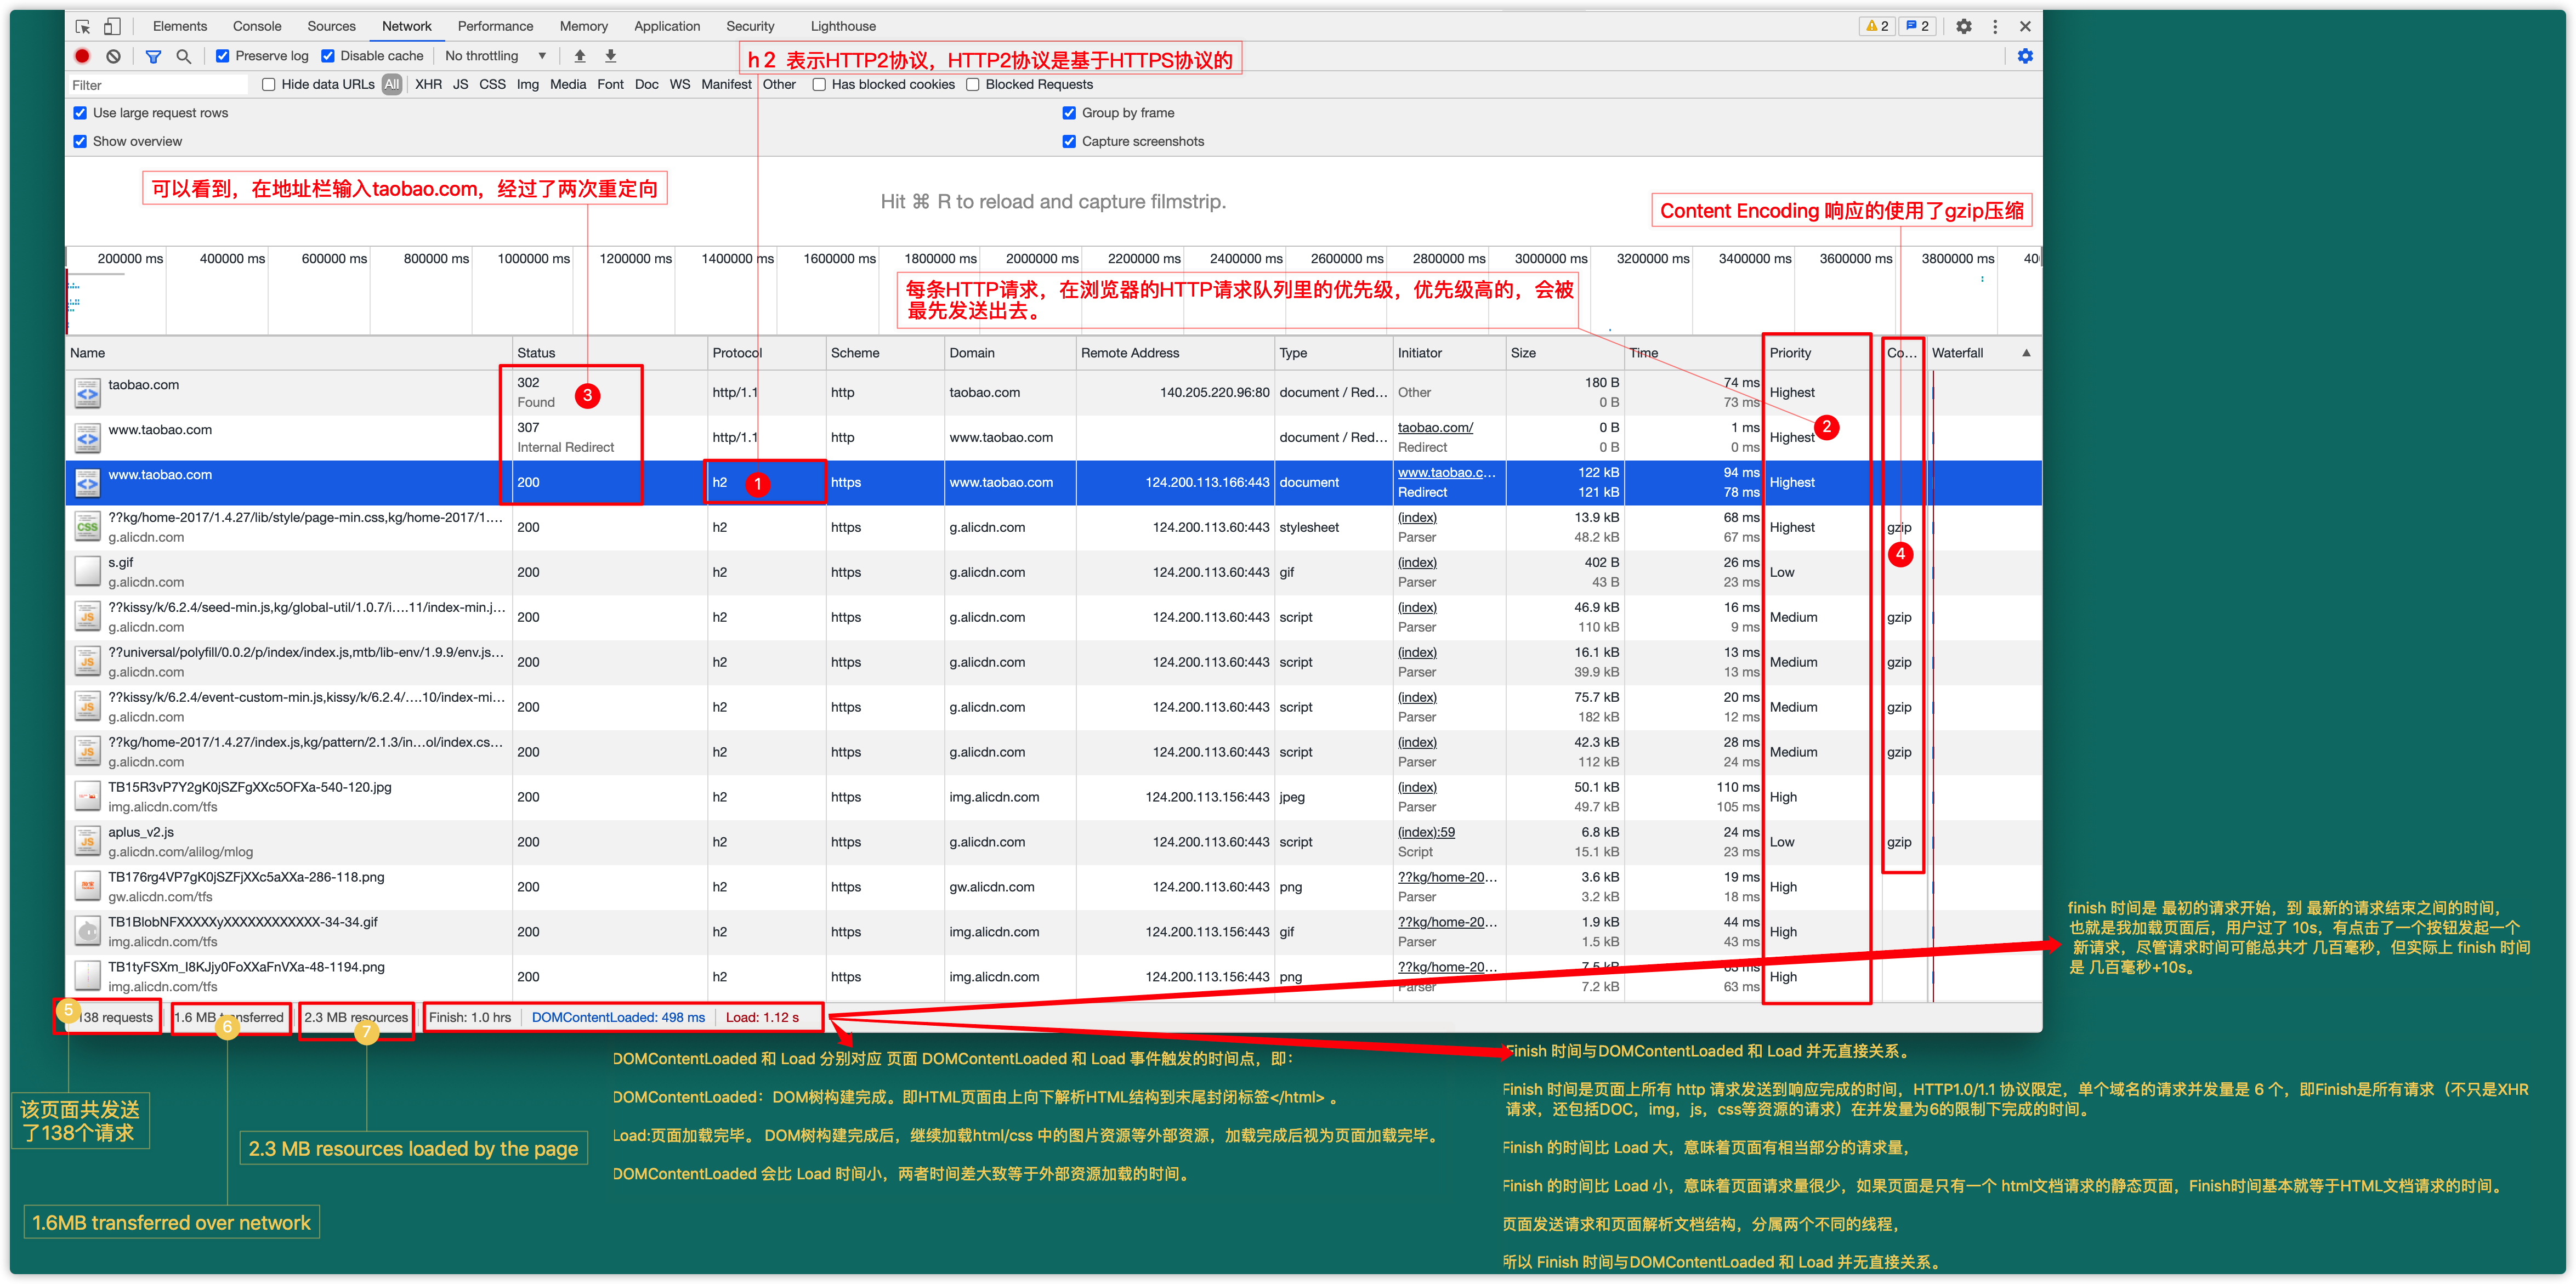 Elements Console Sources Network Performance Memory Application Security Lighthouse 2 2
Preserve log Disable cache No throttling
h2 表示HTTP2协议，HTTP2协议是基于HTTPS协议的
Filter Hide data URLs All XHR JS CSS Img Media Font Doc WS Manifest Other Has blocked cookies Blocked Requests
Use large request rows Group by frame
Show overview Capture screenshots
可以看到，在地址栏输入taobao.com，经过了两次重定向
Hit ⌘ R to reload and capture filmstrip.
Content Encoding 响应的使用了gzip压缩
200000 ms 400000 ms 600000 ms 800000 ms 1000000 ms 1200000 ms 1400000 ms 1600000 ms 1800000 ms 2000000 ms 2200000 ms 2400000 ms 2600000 ms 2800000 ms 3000000 ms 3200000 ms 3400000 ms 3600000 ms 3800000 ms 40
每条HTTP请求，在浏览器的HTTP请求队列里的优先级，优先级高的，会被
最先发送出去。
Name Status Protocol Scheme Domain Remote Address Type Initiator Size Time Priority Co... Waterfall
taobao.com 302 Found 3 http/1.1 http taobao.com 140.205.220.96:80 document / Red... Other 180 B 0 B 74 ms 73 ms Highest
www.taobao.com 307 Internal Redirect http/1.1 http www.taobao.com document / Red... taobao.com/ Redirect 0 B 0 B 1 ms 0 ms Highest 2
www.taobao.com 200 h2 1 https www.taobao.com 124.200.113.166:443 document www.taobao.c... Redirect 122 kB 121 kB 94 ms 78 ms Highest
??kg/home-2017/1.4.27/lib/style/page-min.css,kg/home-2017/1.... g.alicdn.com 200 h2 https g.alicdn.com 124.200.113.60:443 stylesheet (index) Parser 13.9 kB 48.2 kB 68 ms 67 ms Highest gzip 4
s.gif g.alicdn.com 200 h2 https g.alicdn.com 124.200.113.60:443 gif (index) Parser 402 B 43 B 26 ms 23 ms Low
??kissy/k/6.2.4/seed-min.js,kg/global-util/1.0.7/i....11/index-min.j... g.alicdn.com 200 h2 https g.alicdn.com 124.200.113.60:443 script (index) Parser 46.9 kB 110 kB 16 ms 9 ms Medium gzip
??universal/polyfill/0.0.2/p/index/index.js,mtb/lib-env/1.9.9/env.js... g.alicdn.com 200 h2 https g.alicdn.com 124.200.113.60:443 script (index) Parser 16.1 kB 39.9 kB 13 ms 13 ms Medium gzip
??kissy/k/6.2.4/event-custom-min.js,kissy/k/6.2.4/....10/index-mi... g.alicdn.com 200 h2 https g.alicdn.com 124.200.113.60:443 script (index) Parser 75.7 kB 182 kB 20 ms 12 ms Medium gzip
??kg/home-2017/1.4.27/index.js,kg/pattern/2.1.3/in...ol/index.cs... g.alicdn.com 200 h2 https g.alicdn.com 124.200.113.60:443 script (index) Parser 42.3 kB 112 kB 28 ms 24 ms Medium gzip
TB15R3vP7Y2gK0jSZFgXXc5OFXa-540-120.jpg img.alicdn.com/tfs 200 h2 https img.alicdn.com 124.200.113.156:443 jpeg (index) Parser 50.1 kB 49.7 kB 110 ms 105 ms High
aplus_v2.js g.alicdn.com/alilog/mlog 200 h2 https g.alicdn.com 124.200.113.60:443 script (index):59 Script 6.8 kB 15.1 kB 24 ms 23 ms Low gzip
TB176rg4VP7gK0jSZFjXXc5aXXa-286-118.png gw.alicdn.com/tfs 200 h2 https gw.alicdn.com 124.200.113.60:443 png ??kg/home-20... Parser 3.6 kB 3.2 kB 19 ms 18 ms High
TB1BlobNFXXXXXyXXXXXXXXXXXX-34-34.gif img.alicdn.com/tfs 200 h2 https img.alicdn.com 124.200.113.156:443 gif ??kg/home-20... Parser 1.9 kB 1.5 kB 44 ms 43 ms High
TB1tyFSXm_I8KJjy0FoXXaFnVXa-48-1194.png img.alicdn.com/tfs 200 h2 https img.alicdn.com 124.200.113.156:443 png ??kg/home-20... Parser 7.5 kB 7.2 kB 63 ms High
finish 时间是 最初的请求开始，到 最新的请求结束之间的时间，
也就是我加载页面后，用户过了 10s，有点击了一个按钮发起一个
新请求，尽管请求时间可能总共才 几百毫秒，但实际上 finish 时间
是 几百毫秒+10s。
5 138 requests 1.6 MB transferred 6 2.3 MB resources 7 Finish: 1.0 hrs DOMContentLoaded: 498 ms Load: 1.12 s
该页面共发送
了138个请求
2.3 MB resources loaded by the page
1.6MB transferred over network
DOMContentLoaded 和 Load 分别对应 页面 DOMContentLoaded 和 Load 事件触发的时间点，即：
DOMContentLoaded：DOM树构建完成。即HTML页面由上向下解析HTML结构到末尾封闭标签</html> 。
Load:页面加载完毕。 DOM树构建完成后，继续加载html/css 中的图片资源等外部资源，加载完成后视为页面加载完毕。
DOMContentLoaded 会比 Load 时间小，两者时间差大致等于外部资源加载的时间。
Finish 时间与DOMContentLoaded 和 Load 并无直接关系。
Finish 时间是页面上所有 http 请求发送到响应完成的时间，HTTP1.0/1.1 协议限定，单个域名的请求并发量是 6 个，即Finish是所有请求（不只是XHR
请求，还包括DOC，img，js，css等资源的请求）在并发量为6的限制下完成的时间。
Finish 的时间比 Load 大，意味着页面有相当部分的请求量，
Finish 的时间比 Load 小，意味着页面请求量很少，如果页面是只有一个 html文档请求的静态页面，Finish时间基本就等于HTML文档请求的时间。
页面发送请求和页面解析文档结构，分属两个不同的线程，
所以 Finish 时间与DOMContentLoaded 和 Load 并无直接关系。